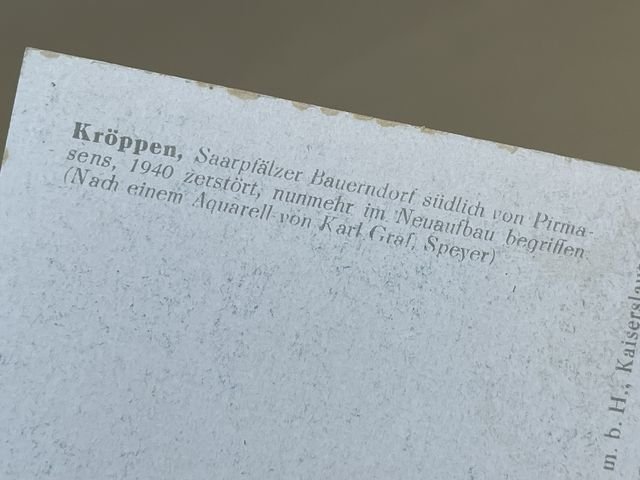 Kröppen, Saarpfälzer Bauerndorf südlich von Pirma-
sens, 1940 zerstört, nunmehr im Neuaufbau begriffen.
(Nach einem Aquarell von Karl Graf, Speyer)
m. b. H., Kaiserslau